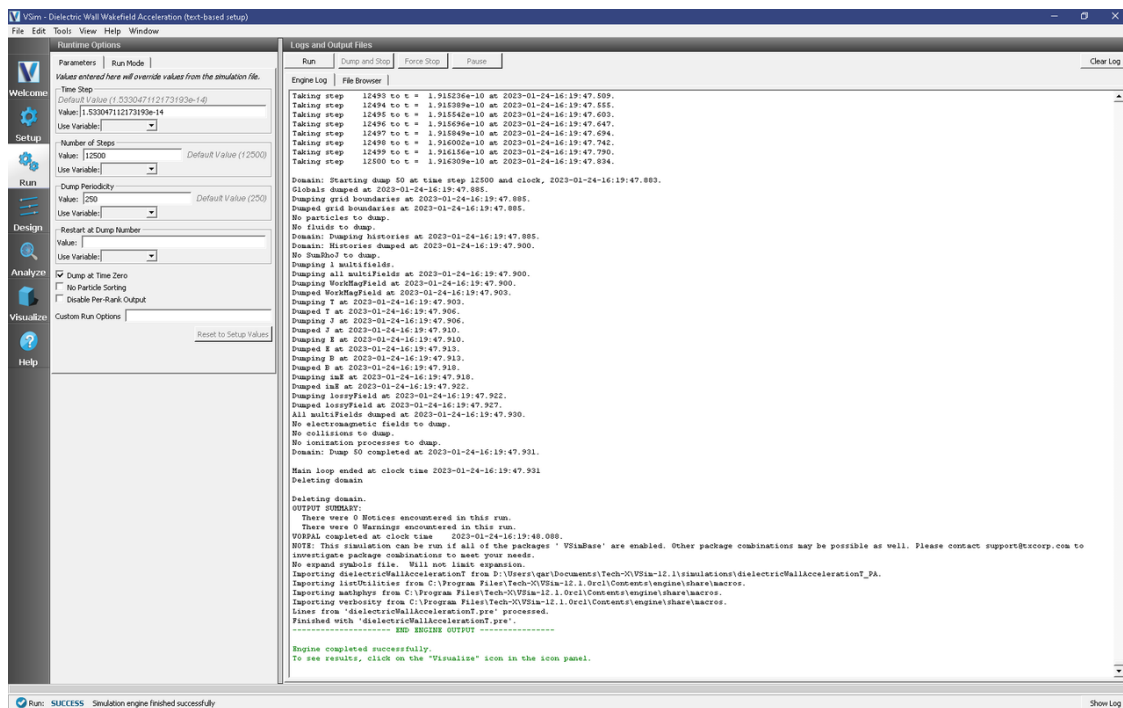 VSim - Dielectric Wall Wakefield Acceleration (text-based setup)
File Edit Tools View Help Window
Welcome
Setup
Run
Design
Analyze
Visualize
Help
Runtime Options
Parameters Run Mode
Values entered here will override values from the simulation file.
Time Step
Default Value (1.533047112173193e-14)
Value: 1.533047112173193e-14
Use Variable:
Number of Steps
Value: 12500 Default Value (12500)
Use Variable:
Dump Periodicity
Value: 250 Default Value (250)
Use Variable:
Restart at Dump Number
Value:
Use Variable:
Dump at Time Zero
No Particle Sorting
Disable Per-Rank Output
Custom Run Options
Reset to Setup Values
Logs and Output Files
Run Dump and Stop Force Stop Pause Clear Log
Engine Log File Browser
Taking step 12493 to t = 1.915236e-10 at 2023-01-24-16:19:47.509.
Taking step 12494 to t = 1.915389e-10 at 2023-01-24-16:19:47.555.
Taking step 12495 to t = 1.915542e-10 at 2023-01-24-16:19:47.603.
Taking step 12496 to t = 1.915696e-10 at 2023-01-24-16:19:47.647.
Taking step 12497 to t = 1.915849e-10 at 2023-01-24-16:19:47.694.
Taking step 12498 to t = 1.916002e-10 at 2023-01-24-16:19:47.742.
Taking step 12499 to t = 1.916156e-10 at 2023-01-24-16:19:47.790.
Taking step 12500 to t = 1.916309e-10 at 2023-01-24-16:19:47.834.
Domain: Starting dump 50 at time step 12500 and clock, 2023-01-24-16:19:47.883.
Globals dumped at 2023-01-24-16:19:47.885.
Dumping grid boundaries at 2023-01-24-16:19:47.885.
Dumped grid boundaries at 2023-01-24-16:19:47.885.
No particles to dump.
No fluids to dump.
Domain: Dumping histories at 2023-01-24-16:19:47.885.
Domain: Histories dumped at 2023-01-24-16:19:47.900.
No SumRhoJ to dump.
Dumping 1 multifields.
Dumping all multiFields at 2023-01-24-16:19:47.900.
Dumping WorkMagField at 2023-01-24-16:19:47.900.
Dumped WorkMagField at 2023-01-24-16:19:47.903.
Dumping T at 2023-01-24-16:19:47.903.
Dumped T at 2023-01-24-16:19:47.906.
Dumping J at 2023-01-24-16:19:47.906.
Dumped J at 2023-01-24-16:19:47.910.
Dumping E at 2023-01-24-16:19:47.910.
Dumped E at 2023-01-24-16:19:47.913.
Dumping B at 2023-01-24-16:19:47.913.
Dumped B at 2023-01-24-16:19:47.918.
Dumping imE at 2023-01-24-16:19:47.918.
Dumped imE at 2023-01-24-16:19:47.922.
Dumping lossyField at 2023-01-24-16:19:47.922.
Dumped lossyField at 2023-01-24-16:19:47.927.
All multiFields dumped at 2023-01-24-16:19:47.930.
No electromagnetic fields to dump.
No collisions to dump.
No ionization processes to dump.
Domain: Dump 50 completed at 2023-01-24-16:19:47.931.
Main loop ended at clock time 2023-01-24-16:19:47.931
Deleting domain
Deleting domain.
OUTPUT SUMMARY:
There were 0 Notices encountered in this run.
There were 0 Warnings encountered in this run.
VORPAL completed at clock time 2023-01-24-16:19:48.088.
NOTE: This simulation can be run if all of the packages ' VSimBase' are enabled. Other package combinations may be possible as well. Please contact support@txcorp.com to
investigate package combinations to meet your needs.
No expand symbols file. Will not limit expansion.
Importing dielectricWallAccelerationT from D:\Users\qar\Documents\Tech-X\VSim-12.1\simulations\dielectricWallAccelerationT_PA.
Importing listUtilities from C:\Program Files\Tech-X\VSim-12.1.0rc1\Contents\engine\share\macros.
Importing mathphys from C:\Program Files\Tech-X\VSim-12.1.0rc1\Contents\engine\share\macros.
Importing verbosity from C:\Program Files\Tech-X\VSim-12.1.0rc1\Contents\engine\share\macros.
Lines from 'dielectricWallAccelerationT.pre' processed.
Finished with 'dielectricWallAccelerationT.pre'.
-------------------- END ENGINE OUTPUT ----------------
Engine completed successfully.
To see results, click on the "Visualize" icon in the icon panel.
Run: SUCCESS Simulation engine finished successfully Show Log